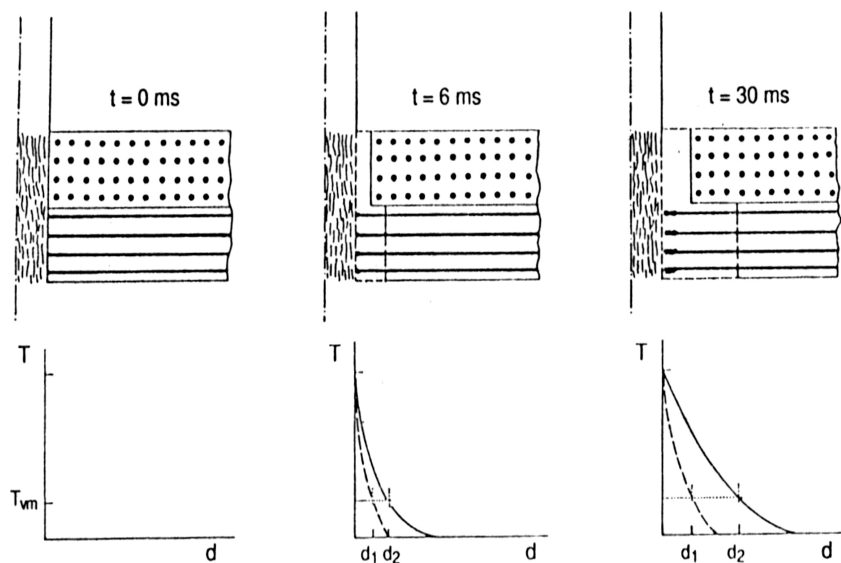 t = 0 ms
t = 6 ms
t = 30 ms
T
T
T
Tvm
d
d1 d2
d
d1
d2
d